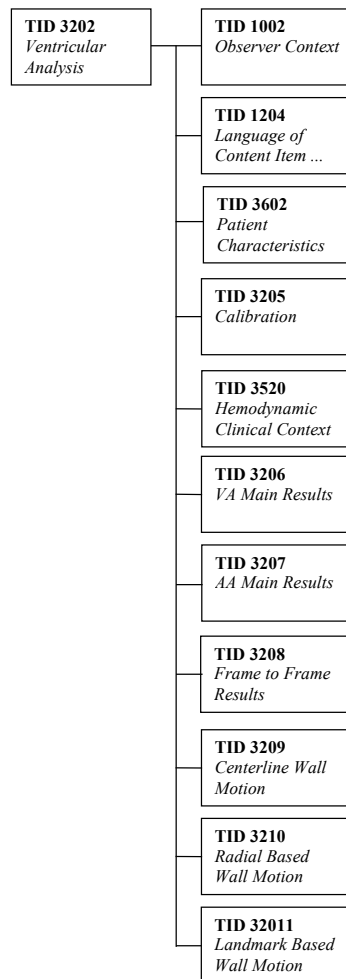 TID 3202
Ventricular
Analysis
TID 1002
Observer Context
TID 1204
Language of
Content Item ...
TID 3602
Patient
Characteristics
TID 3205
Calibration
TID 3520
Hemodynamic
Clinical Context
TID 3206
VA Main Results
TID 3207
AA Main Results
TID 3208
Frame to Frame
Results
TID 3209
Centerline Wall
Motion
TID 3210
Radial Based
Wall Motion
TID 32011
Landmark Based
Wall Motion